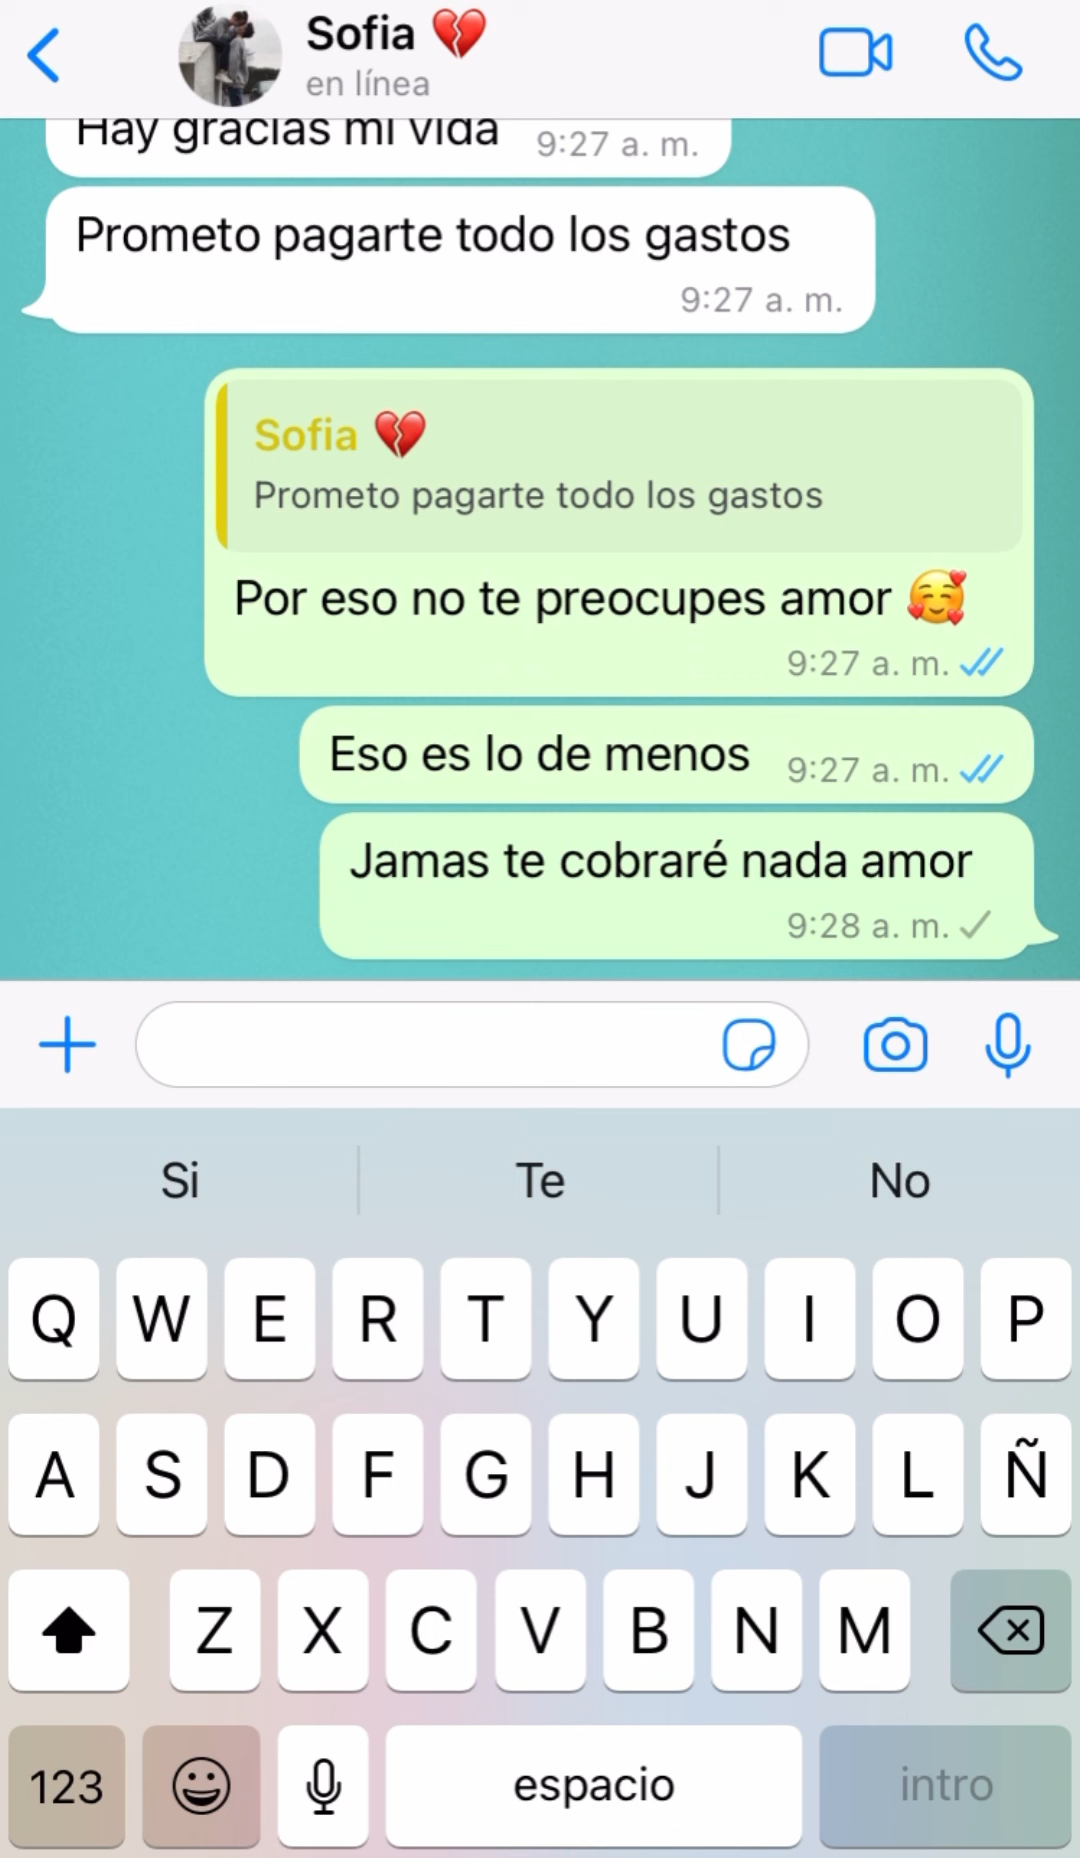 Sofia 💔
en línea
Hay gracias mi vida 9:27 a. m.
Prometo pagarte todo los gastos
9:27 a. m.
Sofia 💔
Prometo pagarte todo los gastos
Por eso no te preocupes amor 🥰
9:27 a. m.
Eso es lo de menos 9:27 a. m.
Jamas te cobraré nada amor
9:28 a. m.
Si Te No
Q W E R T Y U I O P
A S D F G H J K L Ñ
Z X C V B N M
123 espacio intro